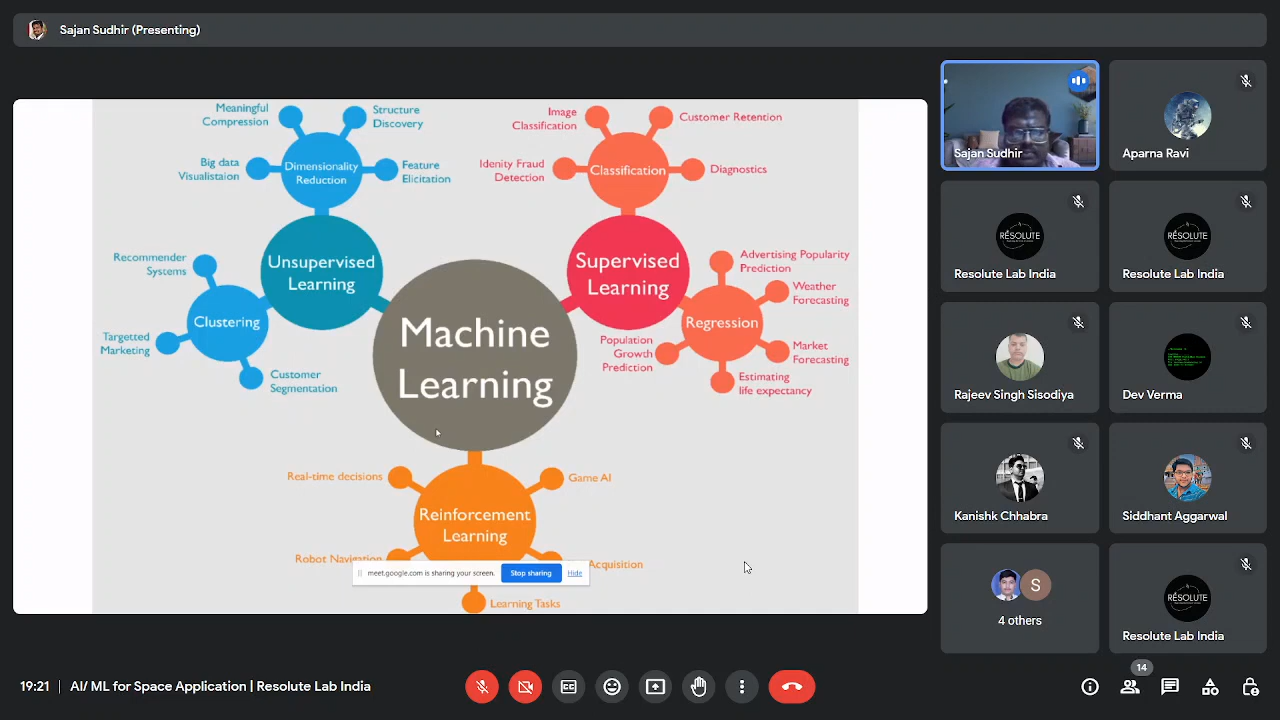 Sajan Sudhir (Presenting)
Meaningful
Compression
Structure
Discovery
Big data
Visualistaion
Dimensionality
Reduction
Feature
Elicitation
Image
Classification
Customer Retention
Idenity Fraud
Detection
Classification
Diagnostics
Recommender
Systems
Unsupervised
Learning
Supervised
Learning
Advertising Popularity
Prediction
Weather
Forecasting
Clustering
Targetted
Marketing
Customer
Segmentation
Machine
Learning
Regression
Population
Growth
Prediction
Market
Forecasting
Estimating
life expectancy
Real-time decisions
Game AI
Reinforcement
Learning
Robot Navigation
Acquisition
meet.google.com is sharing your screen.
Stop sharing
Hide
Learning Tasks
Sajan Sudhir
Aparna Ravi
RÉSOLUTE
Resolute Lab India
RÉSOLUTE
Resolute Lab India
Rajeev Singh Sisodiya
Dev Verma
Kanishk Chhabra
Siddhant Aggarwal
S
4 others
RÉSOLUTE
Resolute Lab India
19:21
AI/ ML for Space Application | Resolute Lab India
14